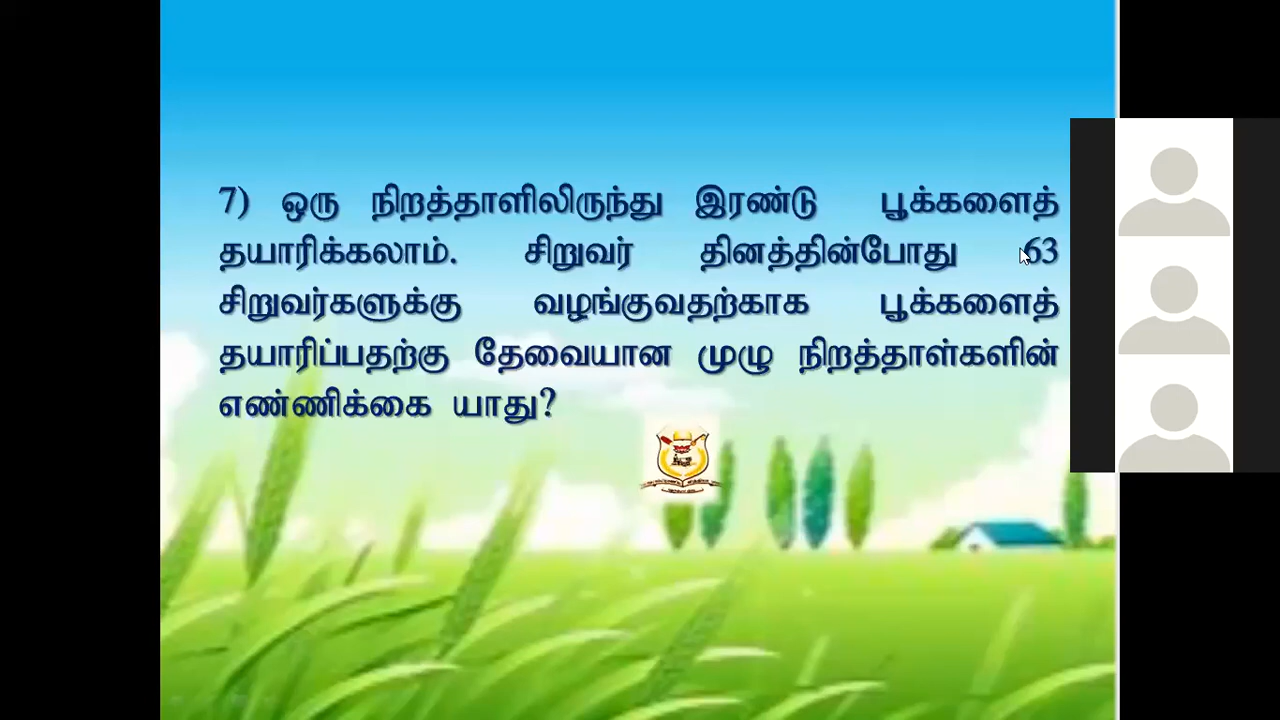 7) ஒரு நிறத்தாளிலிருந்து இரண்டு பூக்களைத்
தயாரிக்கலாம். சிறுவர் தினத்தின்போது 63
சிறுவர்களுக்கு வழங்குவதற்காக பூக்களைத்
தயாரிப்பதற்கு தேவையான முழு நிறத்தாள்களின்
எண்ணிக்கை யாது?